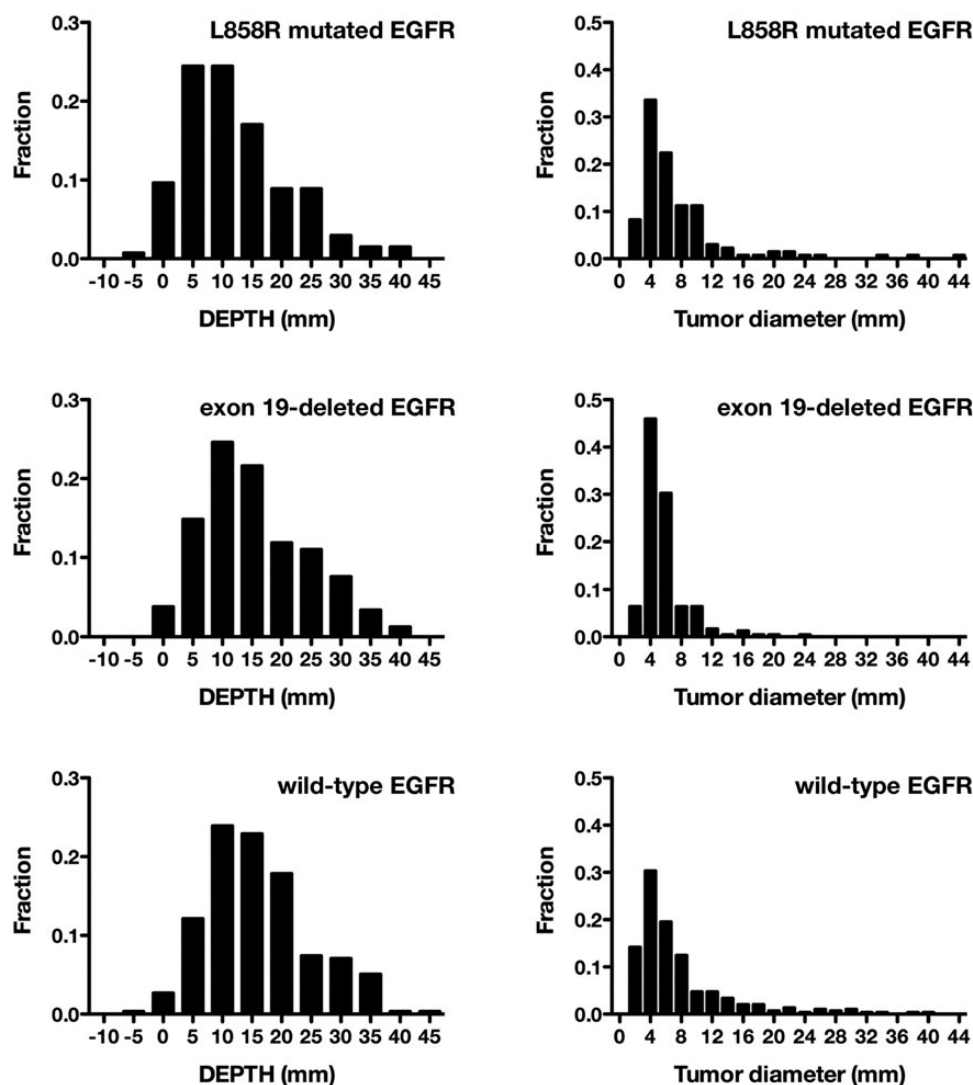 L858R mutated EGFR
0.3
0.2
0.1
0.0
Fraction
-10 -5 0 5 10 15 20 25 30 35 40 45
DEPTH (mm)
L858R mutated EGFR
0.5
0.4
0.3
0.2
0.1
0.0
Fraction
0 4 8 12 16 20 24 28 32 36 40 44
Tumor diameter (mm)
exon 19-deleted EGFR
0.3
0.2
0.1
0.0
Fraction
-10 -5 0 5 10 15 20 25 30 35 40 45
DEPTH (mm)
exon 19-deleted EGFR
0.5
0.4
0.3
0.2
0.1
0.0
Fraction
0 4 8 12 16 20 24 28 32 36 40 44
Tumor diameter (mm)
wild-type EGFR
0.3
0.2
0.1
0.0
Fraction
-10 -5 0 5 10 15 20 25 30 35 40 45
DEPTH (mm)
wild-type EGFR
0.5
0.4
0.3
0.2
0.1
0.0
Fraction
0 4 8 12 16 20 24 28 32 36 40 44
Tumor diameter (mm)